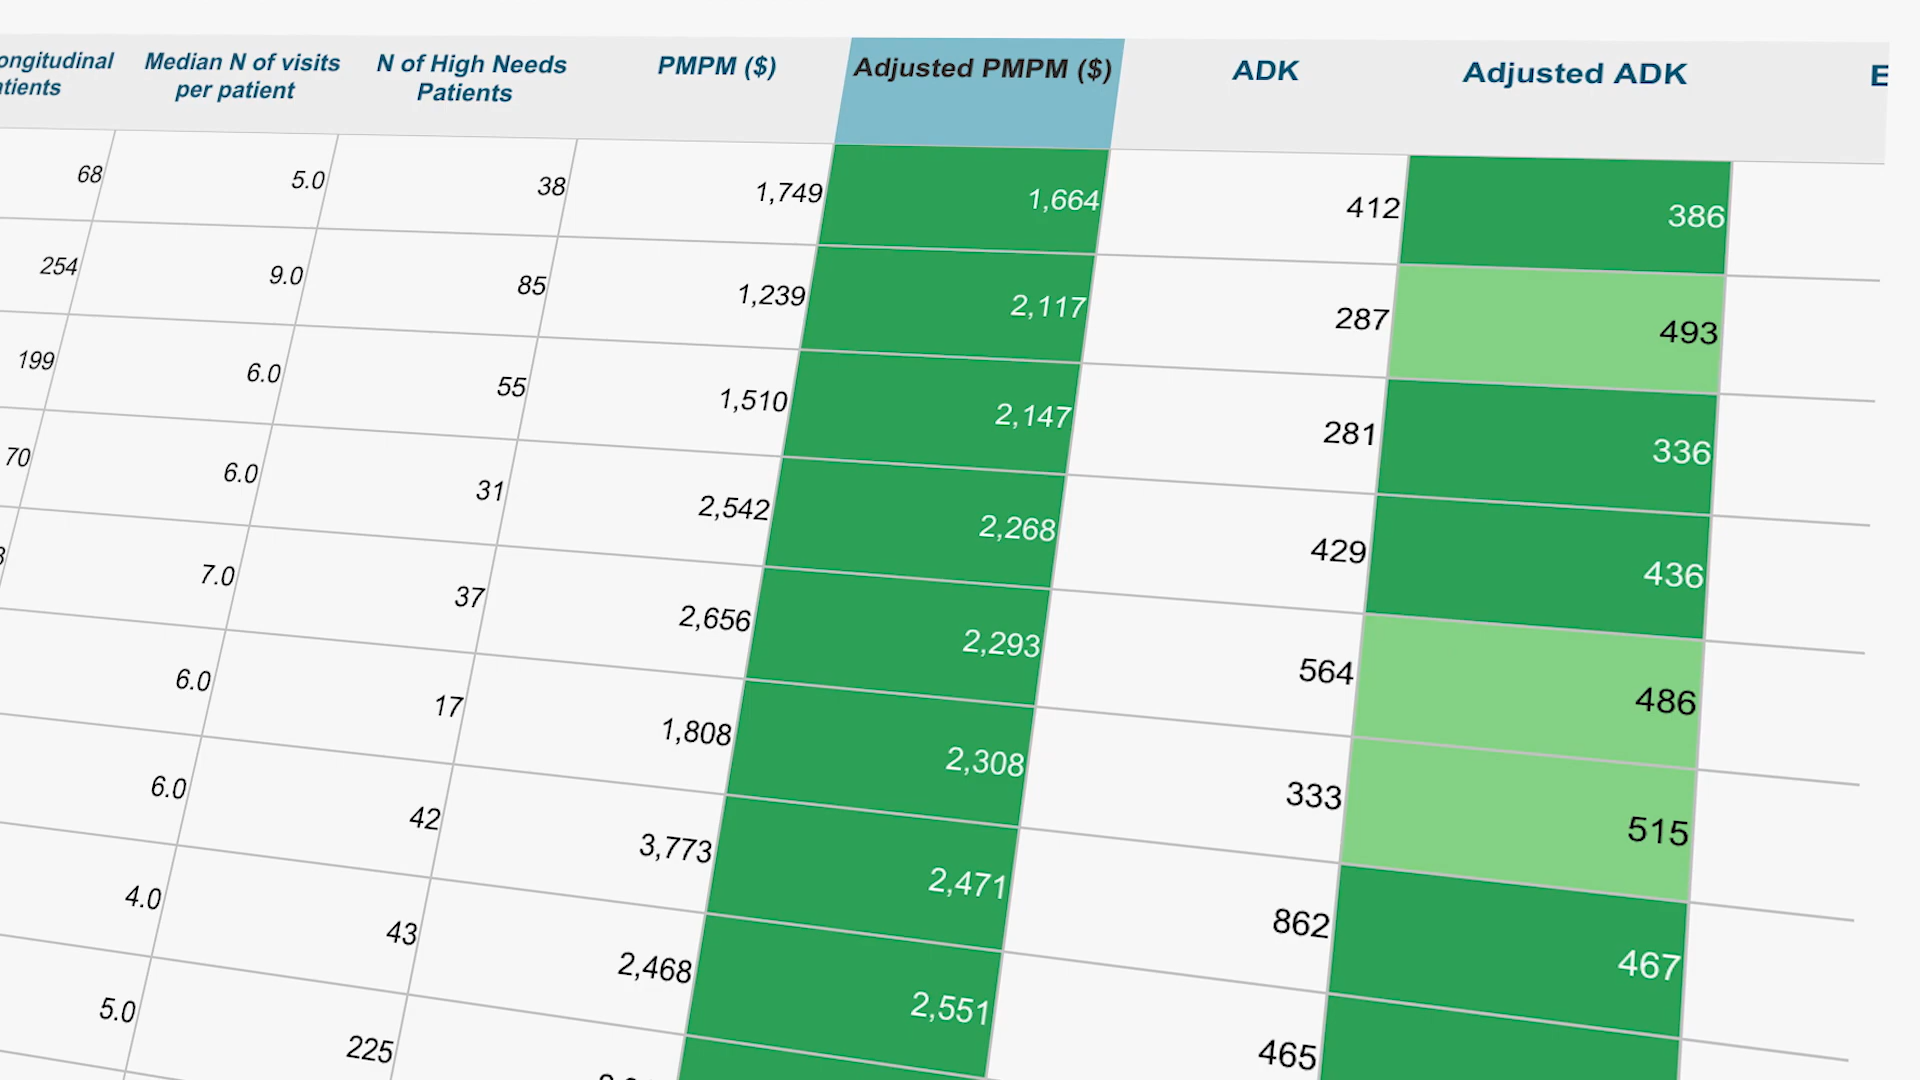 ongitudinal
tients
Median N of visits
per patient
N of High Needs
Patients
PMPM ($)
Adjusted PMPM ($)
ADK
Adjusted ADK
E
68 5.0 38 1,749 1,664 412 386
254 9.0 85 1,239 2,117 287 493
199 6.0 55 1,510 2,147 281 336
70 6.0 31 2,542 2,268 429 436
7.0 37 2,656 2,293 564 486
6.0 17 1,808 2,308 333 515
6.0 42 3,773 2,471 862 467
4.0 43 2,468 2,551 465
5.0 225